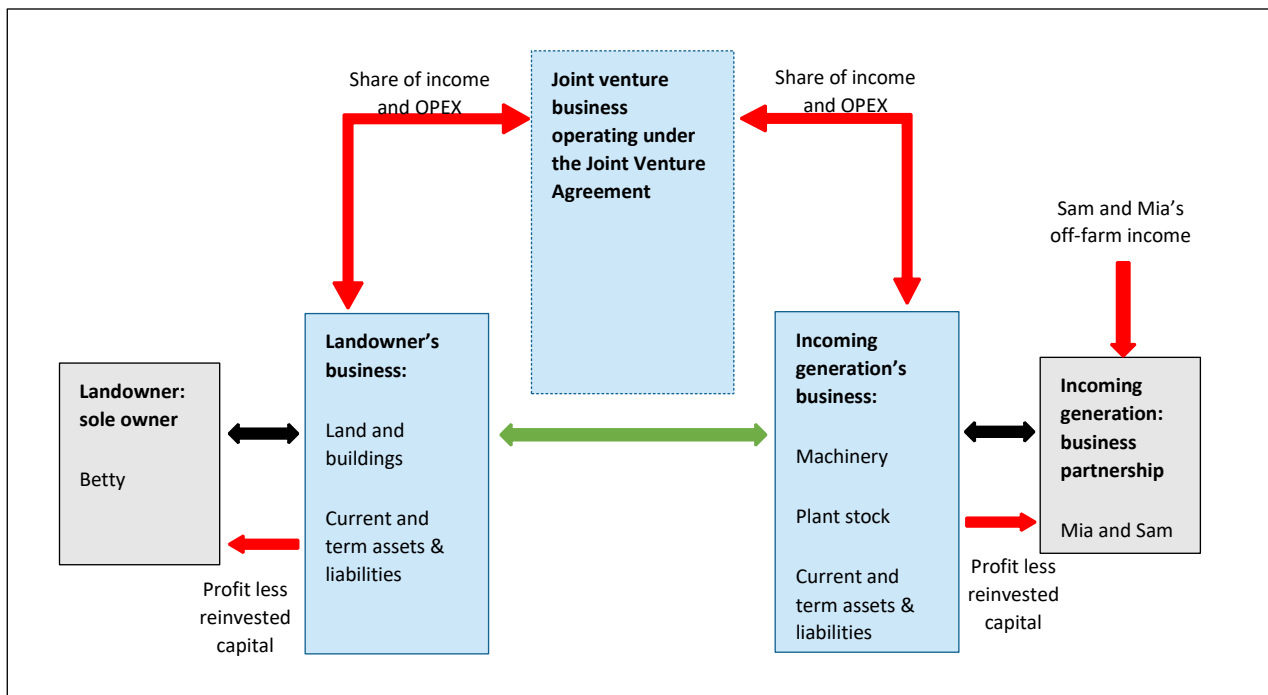 Share of income
and OPEX
Joint venture
business
operating under
the Joint Venture
Agreement
Share of income
and OPEX
Sam and Mia’s
off-farm income
Landowner:
sole owner
Betty
Landowner’s
business:
Land and
buildings
Current and
term assets &
liabilities
Profit less
reinvested
capital
Incoming
generation’s
business:
Machinery
Plant stock
Current and
term assets &
liabilities
Incoming
generation:
business
partnership
Mia and Sam
Profit less
reinvested
capital